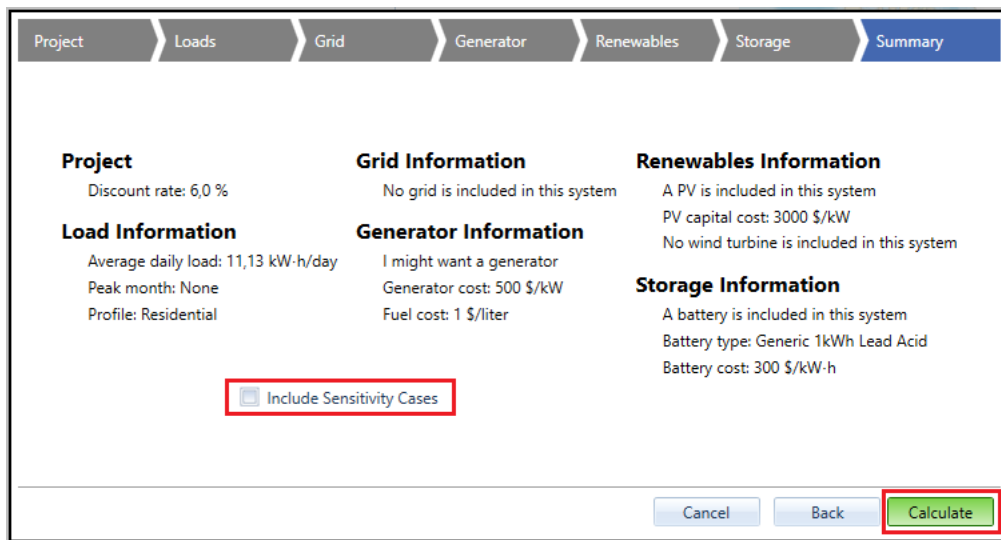 Project Loads Grid Generator Renewables Storage Summary
Project
Discount rate: 6,0 %
Load Information
Average daily load: 11,13 kW·h/day
Peak month: None
Profile: Residential
Grid Information
No grid is included in this system
Generator Information
I might want a generator
Generator cost: 500 $/kW
Fuel cost: 1 $/liter
Renewables Information
A PV is included in this system
PV capital cost: 3000 $/kW
No wind turbine is included in this system
Storage Information
A battery is included in this system
Battery type: Generic 1kWh Lead Acid
Battery cost: 300 $/kW·h
Include Sensitivity Cases
Cancel Back Calculate